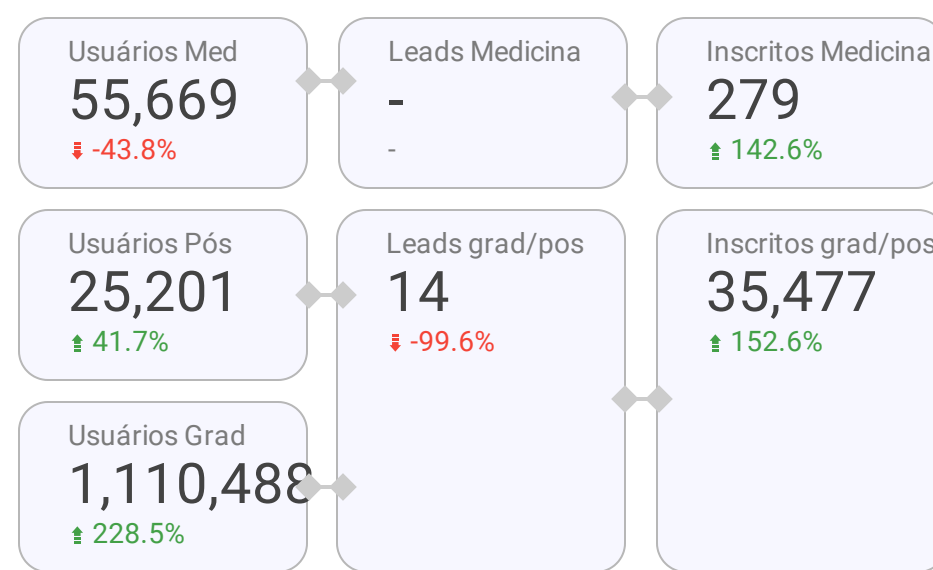 Usuários Med
55,669
-43.8%
Leads Medicina
-
-
Inscritos Medicina
279
142.6%
Usuários Pós
25,201
41.7%
Leads grad/pos
14
-99.6%
Inscritos grad/pos
35,477
152.6%
Usuários Grad
1,110,488
228.5%